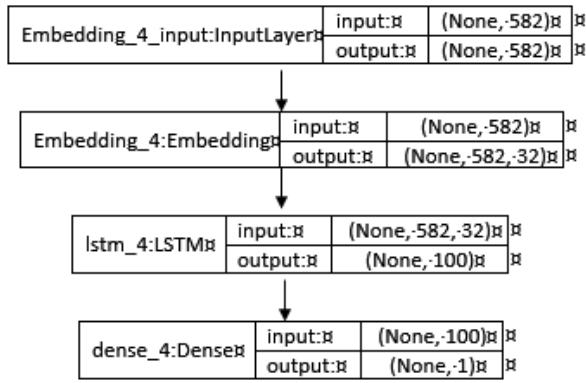 Embedding_4_input:InputLayer¤ input:¤ (None,·582)¤ ¤
output:¤ (None,·582)¤ ¤
Embedding_4:Embedding¤ input:¤ (None,·582)¤ ¤
output:¤ (None,·582,·32)¤ ¤
lstm_4:LSTM¤ input:¤ (None,·582,·32)¤ ¤
output:¤ (None,·100)¤ ¤
dense_4:Dense¤ input:¤ (None,·100)¤ ¤
output:¤ (None,·1)¤ ¤